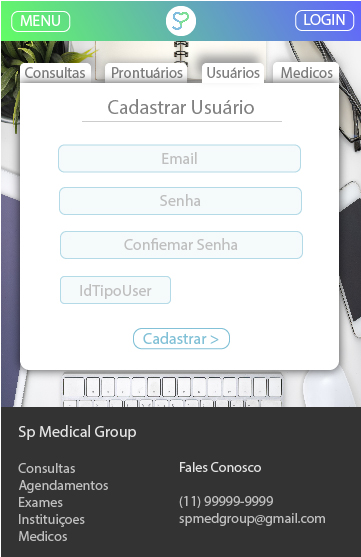 MENU
Sp
LOGIN
Consultas Prontuários Usuários Medicos
Cadastrar Usuário
Email
Senha
Confiemar Senha
IdTipoUser
Cadastrar >
Sp Medical Group
Consultas
Agendamentos
Exames
Instituiçoes
Medicos
Fales Conosco
(11) 99999-9999
spmedgroup@gmail.com